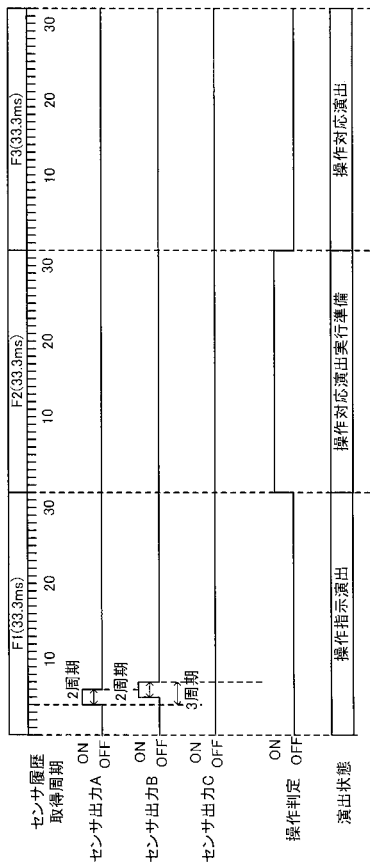 F1(33.3ms) F2(33.3ms) F3(33.3ms)
センサ履歴
取得周期
10 20 30 10 20 30 10 20 30
2周期
センサ出力A ON
OFF
2周期
センサ出力B ON
OFF
3周期
センサ出力C ON
OFF
操作判定 ON
OFF
演出状態 操作指示演出 操作対応演出実行準備 操作対応演出